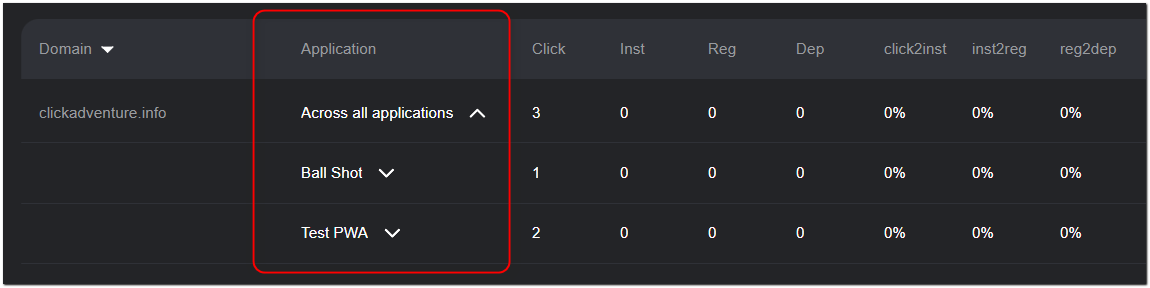 Domain Application Click Inst Reg Dep click2inst inst2reg reg2dep
clickadventure.info Across all applications 3 0 0 0 0% 0% 0%
Ball Shot 1 0 0 0 0% 0% 0%
Test PWA 2 0 0 0 0% 0% 0%